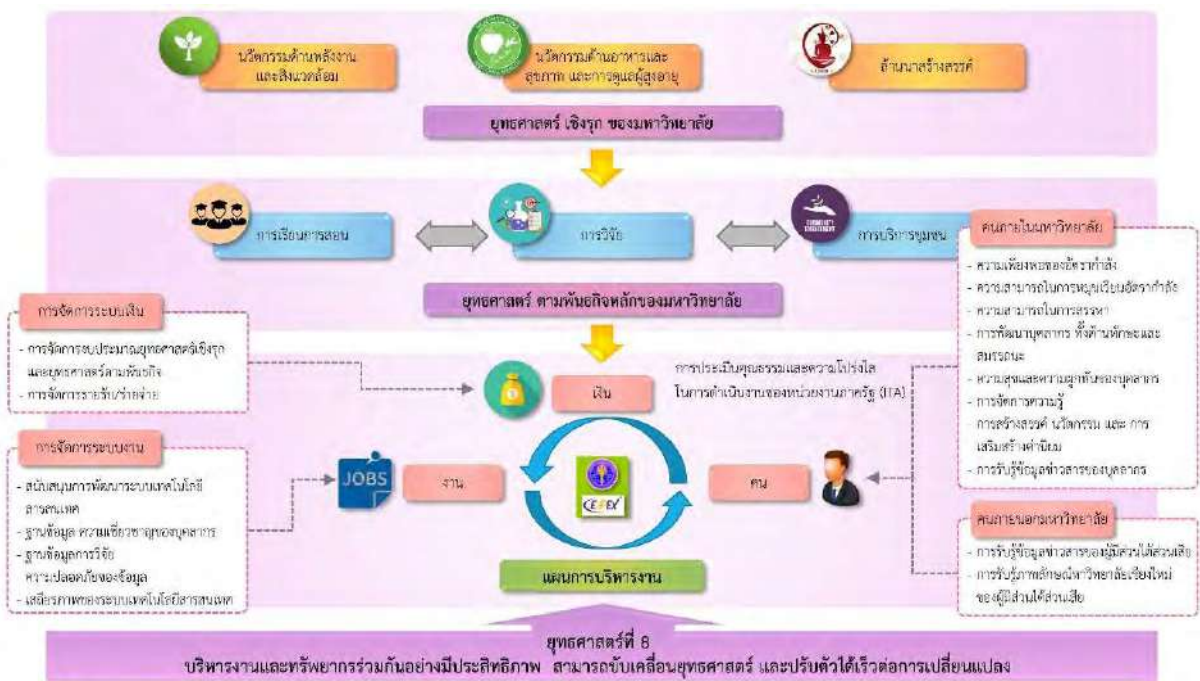 นวัตกรรมด้านพลังงาน
และสิ่งแวดล้อม
นวัตกรรมด้านอาหารและ
สุขภาพ และการดูแลผู้สูงอายุ
ล้านนาสร้างสรรค์
ยุทธศาสตร์ เชิงรุก ของมหาวิทยาลัย
การเรียนการสอน
การวิจัย
การบริการชุมชน
ยุทธศาสตร์ ตามพันธกิจหลักของมหาวิทยาลัย
การจัดการระบบเงิน
- การจัดการงบประมาณยุทธศาสตร์เชิงรุก
และยุทธศาสตร์ตามพันธกิจ
- การจัดการรายรับ/รายจ่าย
เงิน
การประเมินคุณธรรมและความโปร่งใส
ในการดำเนินงานของหน่วยงานภาครัฐ (ITA)
คนภายในมหาวิทยาลัย
- ความเพียงพอของอัตรากำลัง
- ความสามารถในการหมุนเวียนอัตรากำลัง
- ความสามารถในการสรรหา
- การพัฒนาบุคลากร ทั้งด้านทักษะและ
สมรรถนะ
- ความสุขและความผูกพันของบุคลากร
- การจัดการความรู้
การสร้างสรรค์ นวัตกรรม และ การ
เสริมสร้างค่านิยม
- การรับรู้ข้อมูลข่าวสารของบุคลากร
การจัดการระบบงาน
- สนับสนุนการพัฒนาระบบเทคโนโลยี
สารสนเทศ
- ฐานข้อมูล ความเชี่ยวชาญของบุคลากร
- ฐานข้อมูลการวิจัย
ความปลอดภัยของข้อมูล
- เสถียรภาพของระบบเทคโนโลยีสารสนเทศ
JOBS
งาน
คน
คนภายนอกมหาวิทยาลัย
- การรับรู้ข้อมูลข่าวสารของผู้มีส่วนได้ส่วนเสีย
- การรับรู้ภาพลักษณ์มหาวิทยาลัยเชียงใหม่
ของผู้มีส่วนได้ส่วนเสีย
แผนการบริหารงาน
ยุทธศาสตร์ที่ 8
บริหารงานและทรัพยากรร่วมกันอย่างมีประสิทธิภาพ สามารถขับเคลื่อนยุทธศาสตร์ และปรับตัวได้เร็วต่อการเปลี่ยนแปลง